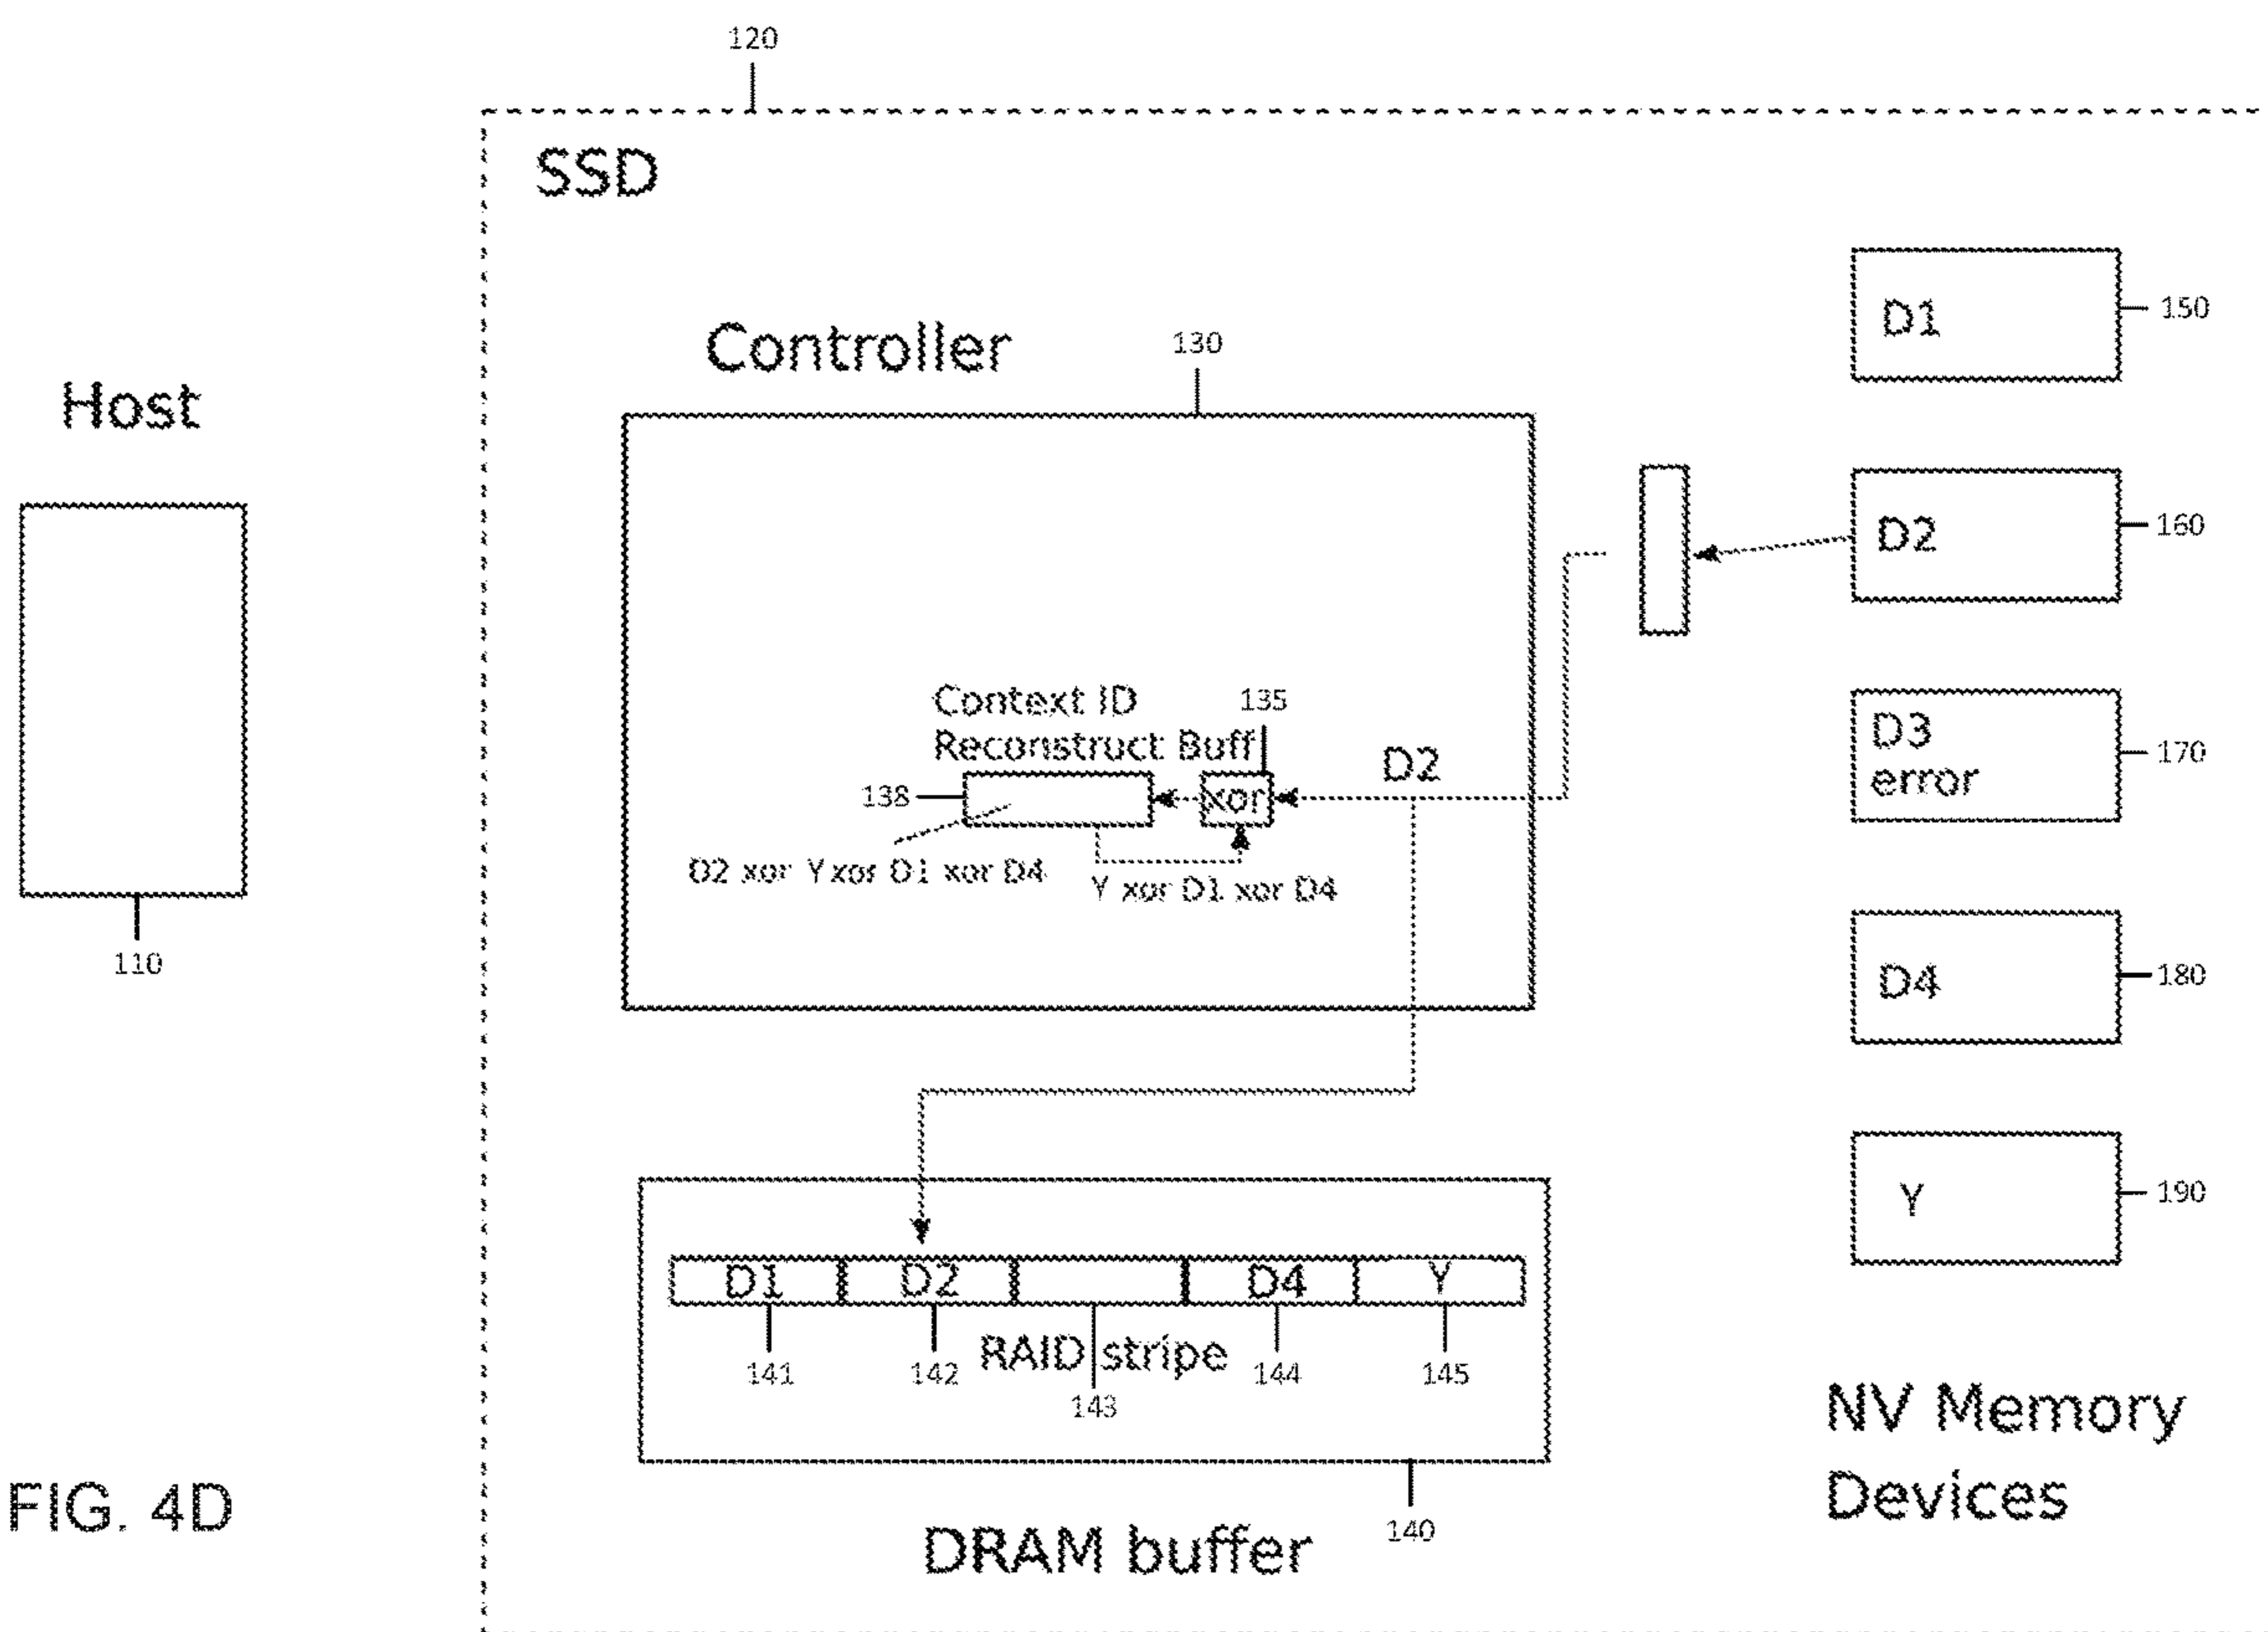 120
SSD
Controller
130
Host
110
D1
150
D2
160
D3
error
170
D4
180
Y
190
Context ID
Reconstruct Buff
135
138
xor
D2
D2 xor Y xor D1 xor D4
Y xor D1 xor D4
D1
D2
D4
Y
RAID stripe
141
142
143
144
145
140
DRAM buffer
NV Memory
Devices
FIG. 4D